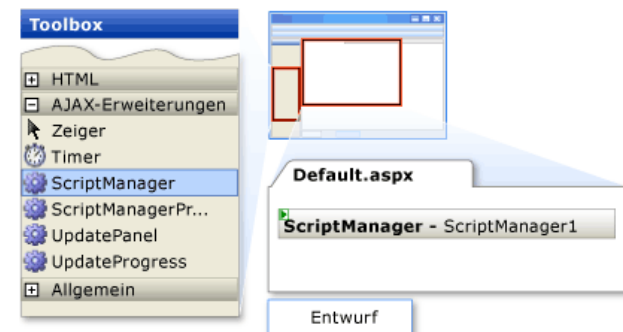 Toolbox
HTML
AJAX-Erweiterungen
Zeiger
Timer
ScriptManager
ScriptManagerPr...
UpdatePanel
UpdateProgress
Allgemein
Default.aspx
ScriptManager - ScriptManager1
Entwurf